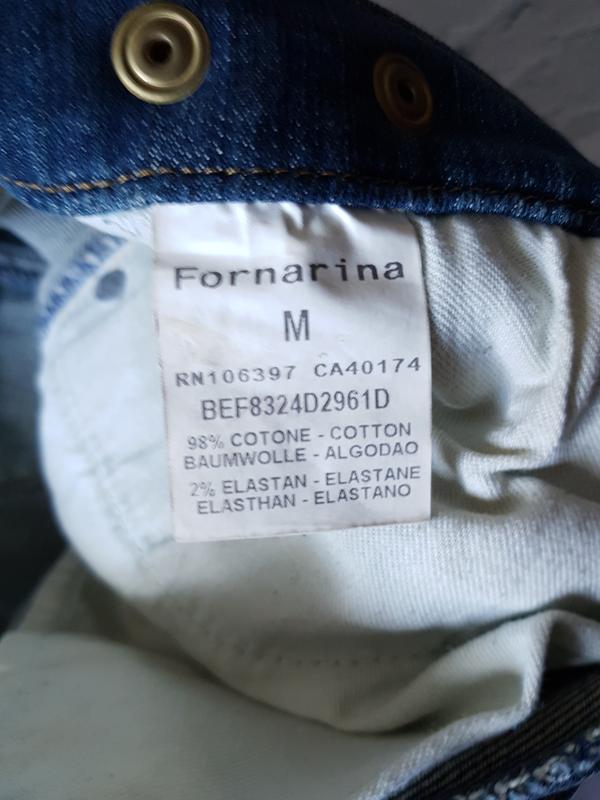 Fornarina
M
RN106397 CA40174
BEF8324D2961D
98% COTONE - COTTON
BAUMWOLLE - ALGODAO
2% ELASTAN - ELASTANE
ELASTHAN - ELASTANO